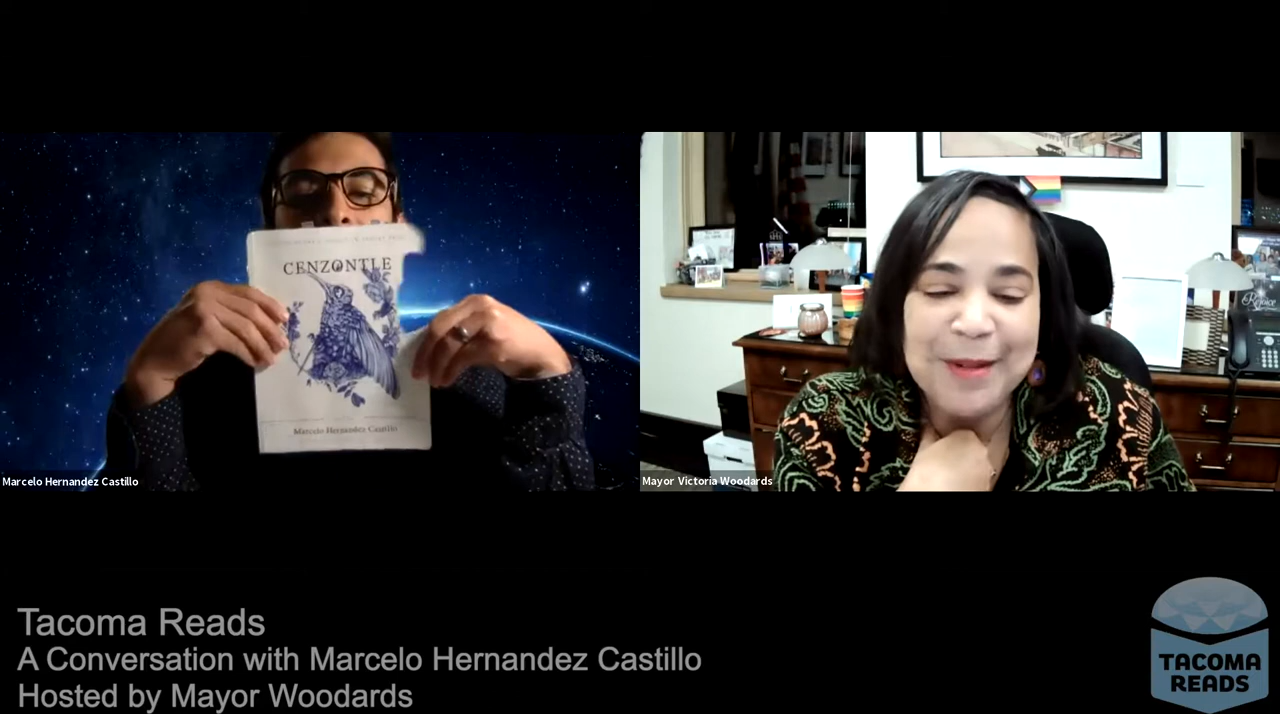 CENZONTLE
Marcelo Hernandez Castillo
Rejoice
Marcelo Hernandez Castillo
Mayor Victoria Woodards
Tacoma Reads
A Conversation with Marcelo Hernandez Castillo
Hosted by Mayor Woodards
TACOMA
READS